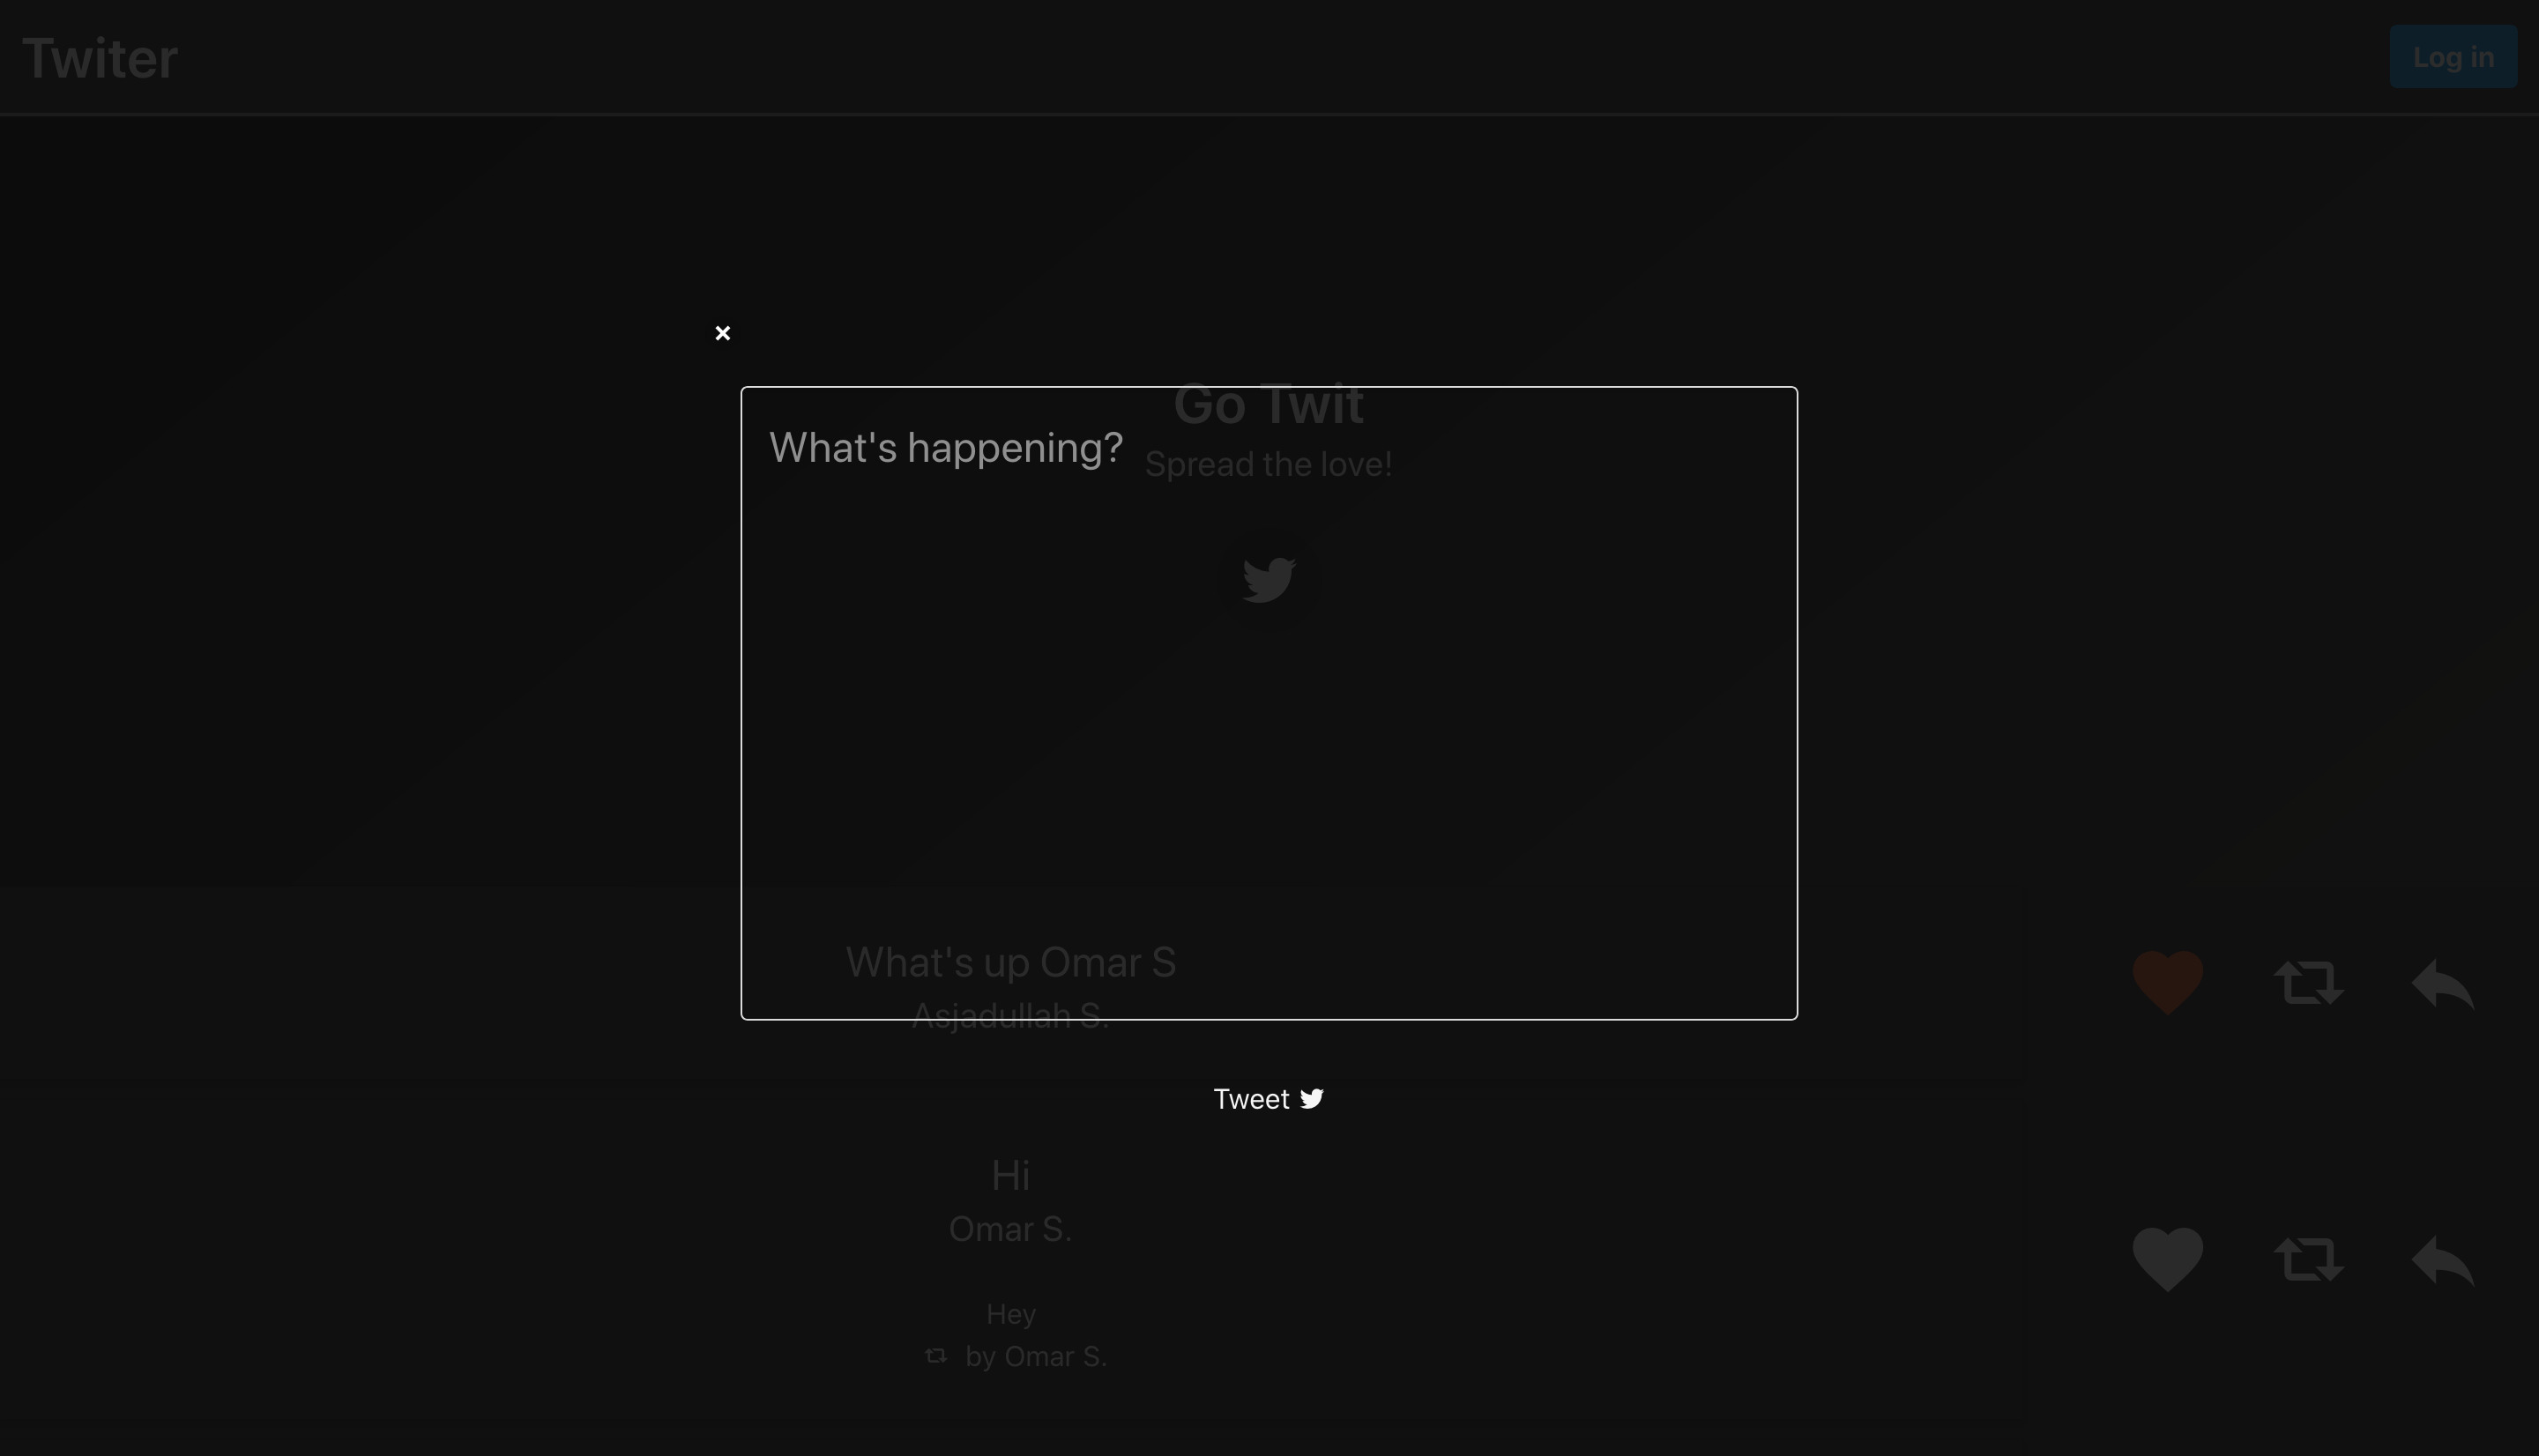 Twiter
Log in
×
Go Twit
What's happening?
Spread the love!
What's up Omar S
Asjadullah S.
Tweet
Hi
Omar S.
Hey
by Omar S.